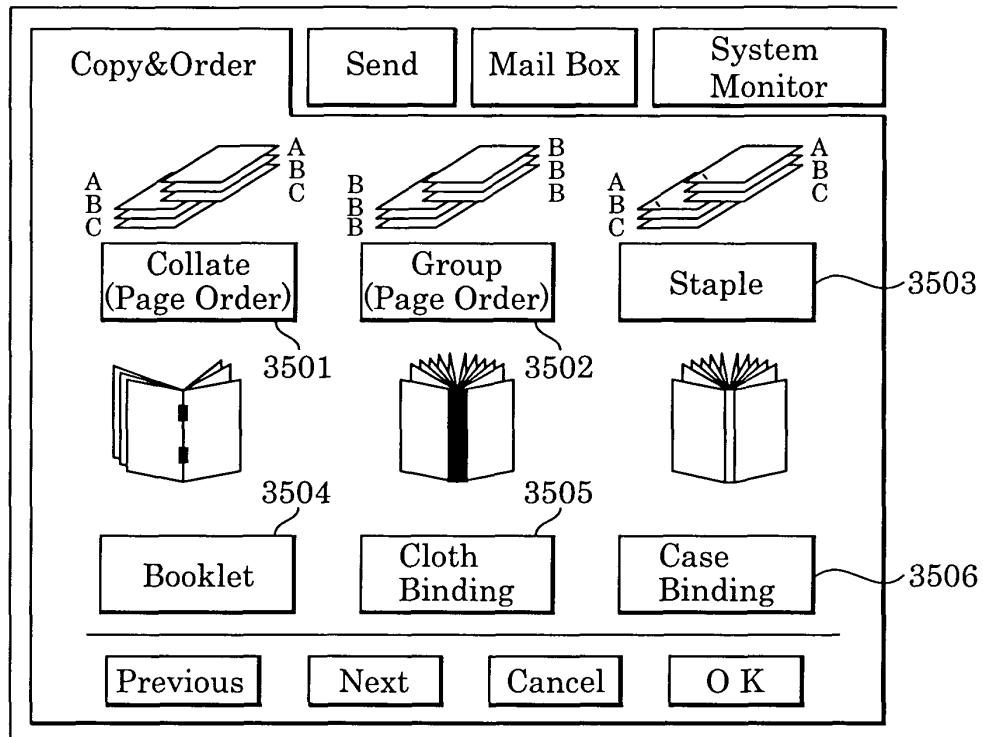 Copy&Order
Send
Mail Box
System
Monitor
A
B
C
A
B
C
B
B
B
B
B
B
A
B
C
A
B
C
Collate
(Page Order)
Group
(Page Order)
Staple
3503
3501
3502
3504
3505
Booklet
Cloth
Binding
Case
Binding
3506
Previous
Next
Cancel
O K